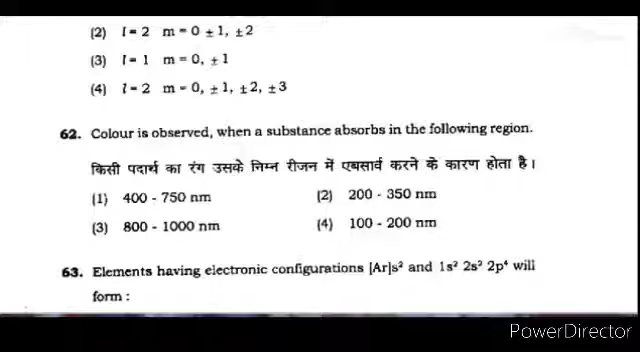 (2) l = 2 m = 0 ± 1, ± 2
(3) l = 1 m = 0, ± 1
(4) l = 2 m = 0, ± 1, ± 2, ± 3
62. Colour is observed, when a substance absorbs in the following region.
किसी पदार्थ का रंग उसके निम्न रीजन में एबसार्व करने के कारण होता है।
(1) 400 - 750 nm (2) 200 - 350 nm
(3) 800 - 1000 nm (4) 100 - 200 nm
63. Elements having electronic configurations [Ar]s² and 1s² 2s² 2p⁴ will
form :
PowerDirector